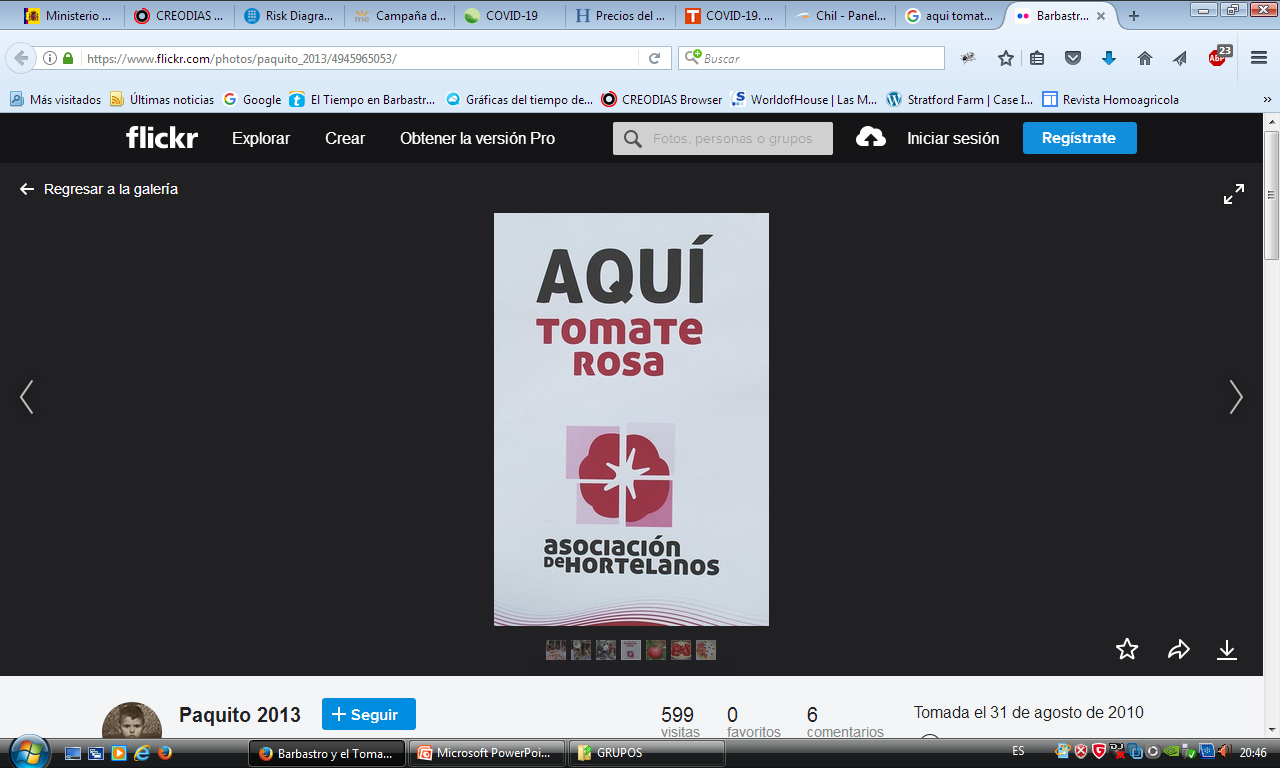 Ministerio ...
CREODIAS ...
Risk Diagra...
Campaña d...
COVID-19
Precios del ...
COVID-19. ...
Chil - Panel...
aqui tomat...
Barbastr...
https://www.flickr.com/photos/paquito_2013/4945965053/
Buscar
23
Más visitados
Últimas noticias
Google
El Tiempo en Barbastr...
Gráficas del tiempo de...
CREODIAS Browser
WorldofHouse | Las M...
Stratford Farm | Case I...
Revista Homoagrícola
flickr
Explorar
Crear
Obtener la versión Pro
Fotos, personas o grupos
Iniciar sesión
Regístrate
Regresar a la galería
AQUÍ
TOMATE
ROSA
asociación
DE HORTELANOS
Paquito 2013
+ Seguir
599
visitas
0
favoritos
6
comentarios
Tomada el 31 de agosto de 2010
Barbastro y el Toma...
Microsoft PowerPoi...
GRUPOS
ES
20:46